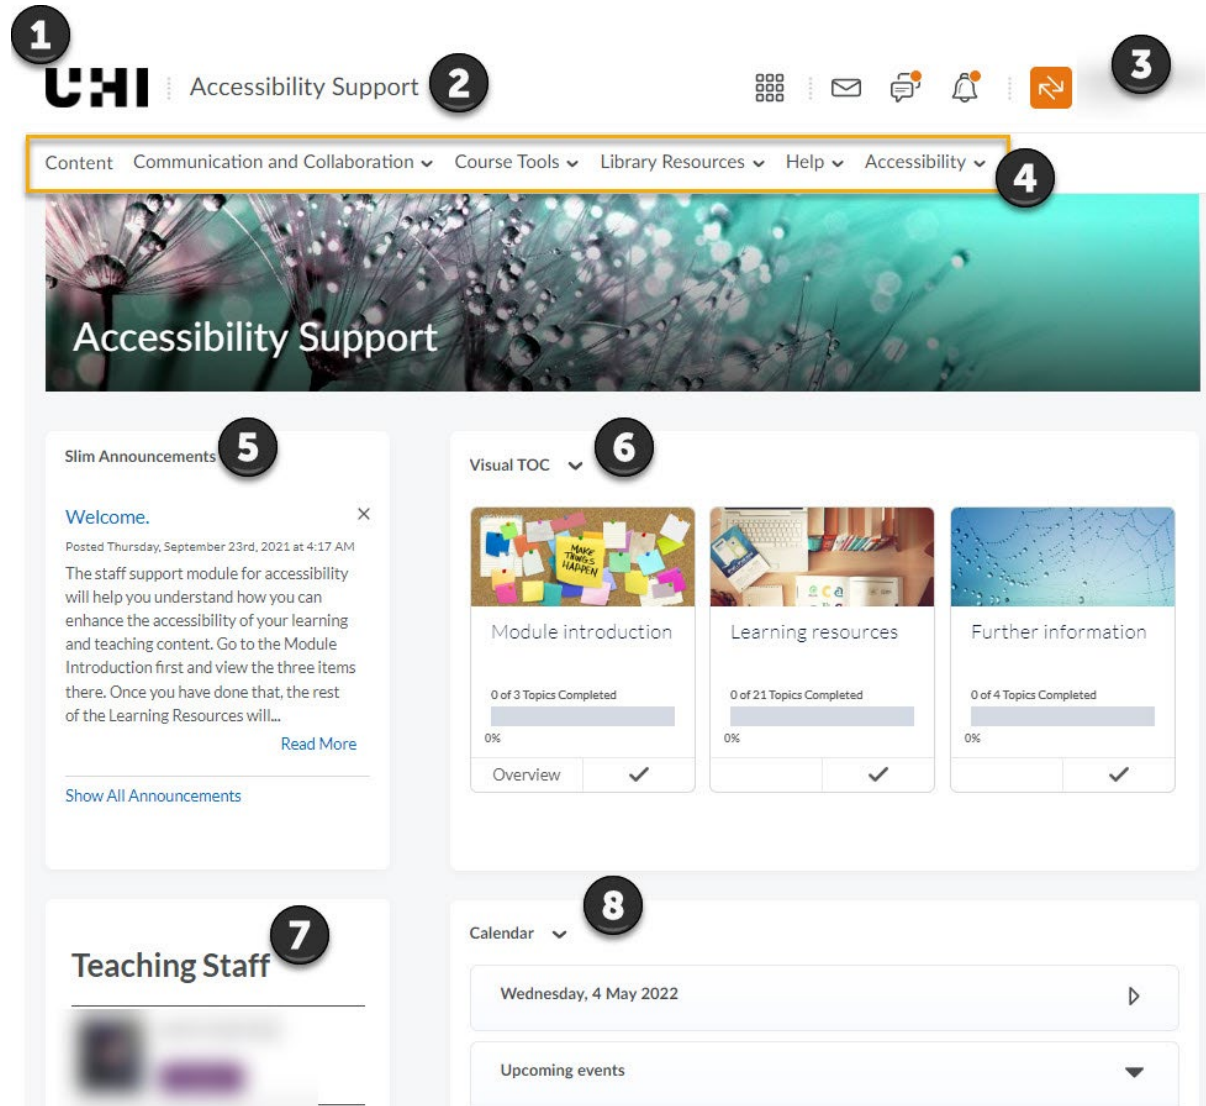 1
UHI
Accessibility Support
2
3
Content Communication and Collaboration Course Tools Library Resources Help Accessibility
4
Accessibility Support
Slim Announcements
5
Welcome.
Posted Thursday, September 23rd, 2021 at 4:17 AM
The staff support module for accessibility
will help you understand how you can
enhance the accessibility of your learning
and teaching content. Go to the Module
Introduction first and view the three items
there. Once you have done that, the rest
of the Learning Resources will...
Read More
Show All Announcements
Visual TOC
6
MAKE
THINGS
HAPPEN
Module introduction
0 of 3 Topics Completed
0%
Overview
Learning resources
0 of 21 Topics Completed
0%
Further information
0 of 4 Topics Completed
0%
Teaching Staff
7
Calendar
8
Wednesday, 4 May 2022
Upcoming events